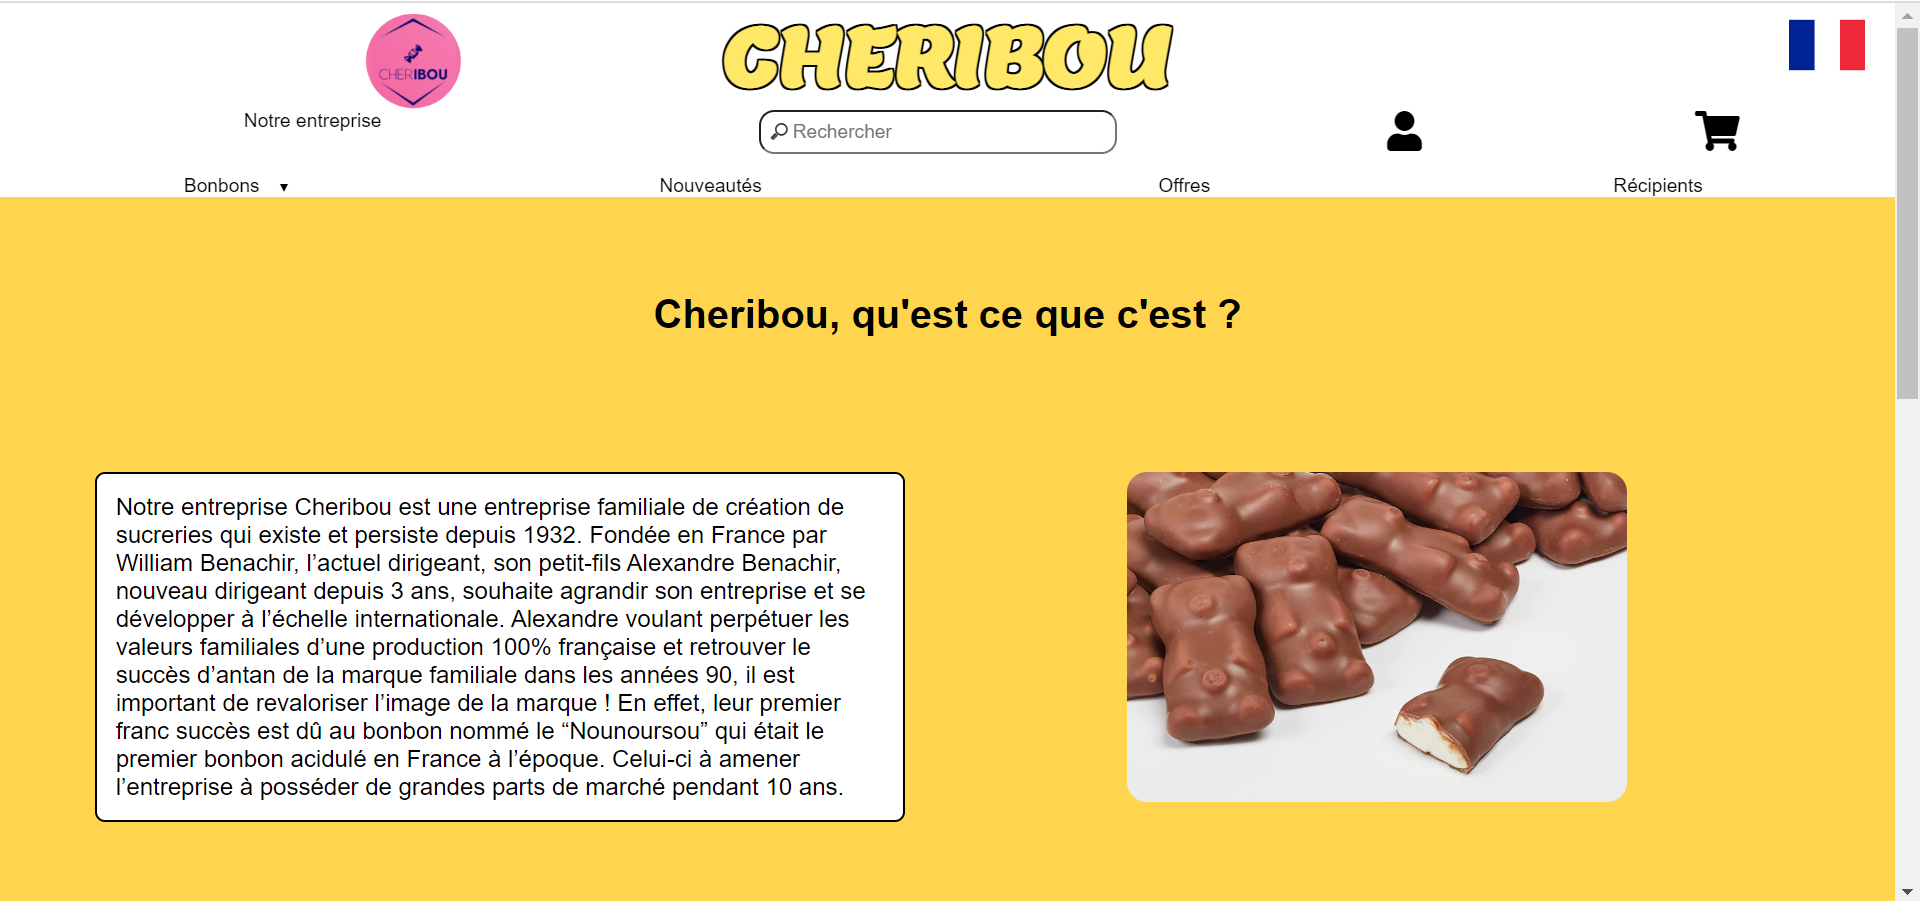 CHERIBOU
CHERIBOU
Notre entreprise
Rechercher
Bonbons ▼
Nouveautés
Offres
Récipients
Cheribou, qu'est ce que c'est ?
Notre entreprise Cheribou est une entreprise familiale de création de
sucreries qui existe et persiste depuis 1932. Fondée en France par
William Benachir, l’actuel dirigeant, son petit-fils Alexandre Benachir,
nouveau dirigeant depuis 3 ans, souhaite agrandir son entreprise et se
développer à l’échelle internationale. Alexandre voulant perpétuer les
valeurs familiales d’une production 100% française et retrouver le
succès d’antan de la marque familiale dans les années 90, il est
important de revaloriser l’image de la marque ! En effet, leur premier
franc succès est dû au bonbon nommé le “Nounoursou” qui était le
premier bonbon acidulé en France à l’époque. Celui-ci à amener
l’entreprise à posséder de grandes parts de marché pendant 10 ans.